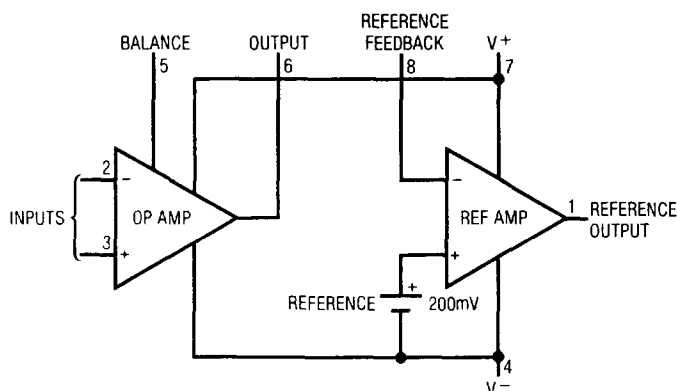 BALANCE
5
OUTPUT
6
REFERENCE
FEEDBACK
8
V+
7
2
−
INPUTS
OP AMP
3
+
−
REF AMP
1
REFERENCE
OUTPUT
+
+
REFERENCE
200mV
4
V−